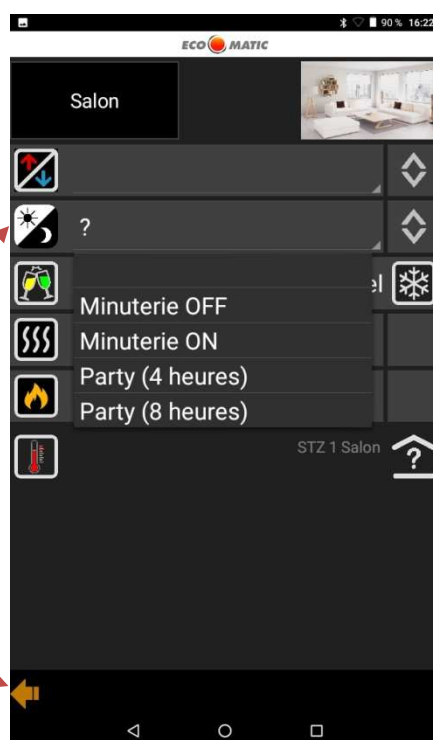 90 % 16:22
ECO MATIC
Salon
?
el
Minuterie OFF
Minuterie ON
Party (4 heures)
Party (8 heures)
STZ 1 Salon
?